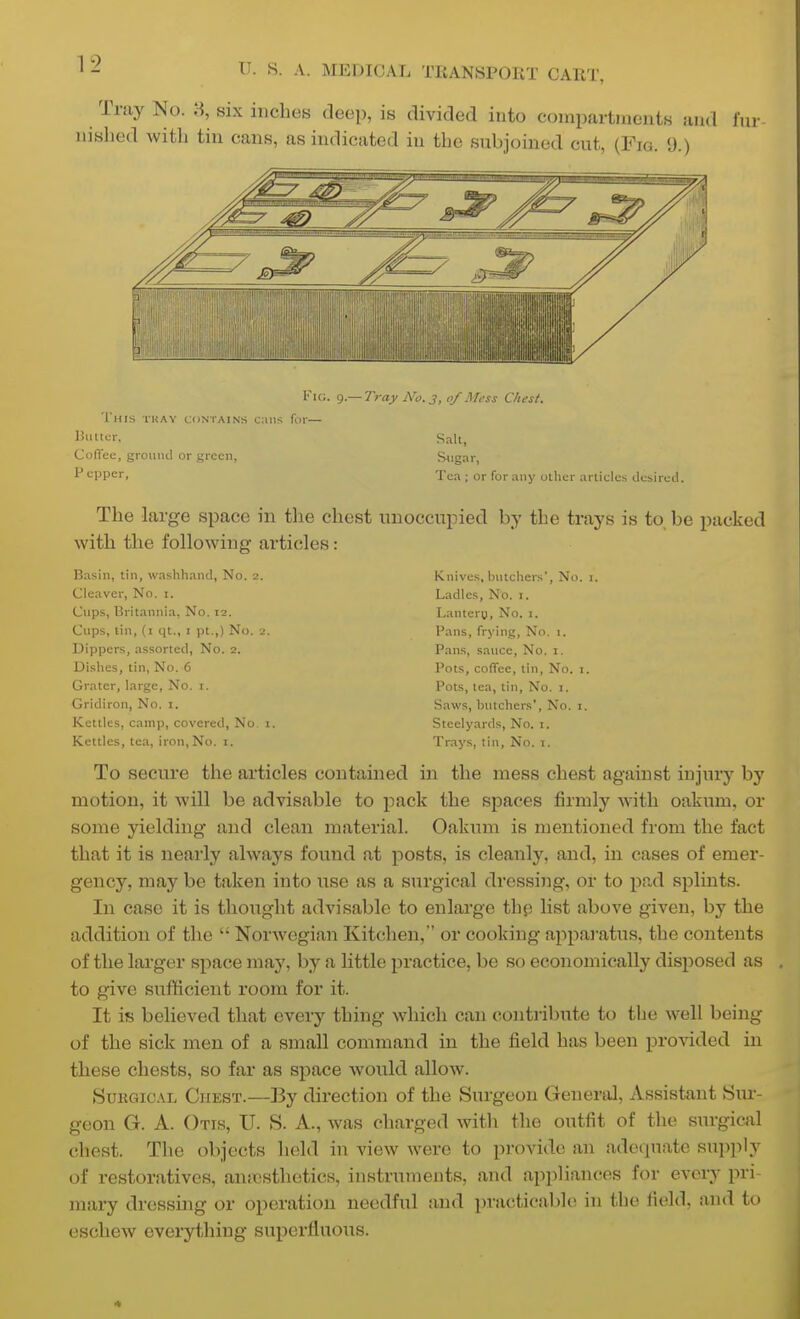 12
U. S. A. MEDICAL TRANSPORT CART,
Tray No. 3, six inches deep, is divided into compartments and fur-
nished with tin cans, as indicated in the subjoined cut, (Fig. 9.)
Fig. 9.—Tray No. 3, of Mess Chest.
This tray contains cans for—
Butter,
Coffee, ground or green,
Pepper,
Salt,
Sugar,
Tea; or for any other articles desired.
The large space in the chest unoccupied by the trays is to be packed
with the following articles:
Basin, tin, washhand, No. 2.
Cleaver, No. 1.
Cups, Britannia, No. 12.
Cups, tin, (1 qt., 1 pt.,) No. 2.
Dippers, assorted, No. 2.
Dishes, tin, No. 6
Grater, large, No. 1.
Gridiron, No. 1.
Kettles, camp, covered, No. 1.
Kettles, tea, iron, No. 1.
Knives, butchers', No. 1.
Ladles, No. 1.
Lantern, No. 1.
Pans, frying, No. 1.
Pans, sauce, No. 1.
Pots, coffee, tin, No. 1.
Pots, tea, tin, No. 1.
Saws, butchers', No. 1.
Steelyards, No. 1.
Trays, tin, No. 1.
To secure the articles contained in the mess chest against injury by
motion, it will be advisable to pack the spaces firmly with oakum, or
some yielding and clean material. Oakum is mentioned from the fact
that it is nearly always found at posts, is cleanly, and, in cases of emer-
gency, may be taken into use as a surgical dressing, or to pad splints.
In case it is thought advisable to enlarge the list above given, by the
addition of the “Norwegian Kitchen,” or cooking apparatus, the contents
of the larger space may, by a little practice, be so economically disposed as
to give sufficient room for it.
It is believed that every thing which can contribute to the well being
of the sick men of a small command in the field has been provided in
these chests, so far as space would allow.
Surgical Chest.—By direction of the Surgeon General, Assistant Sur-
geon G. A. Otis, U. S. A., was charged with the outfit of the surgical
chest. The objects held in view were to provide an adequate supply
of restoratives, anæsthetics, instruments, and appliances for every pri-
mary dressing or operation needful and practicable in the field, and to
eschew everything superfluous.